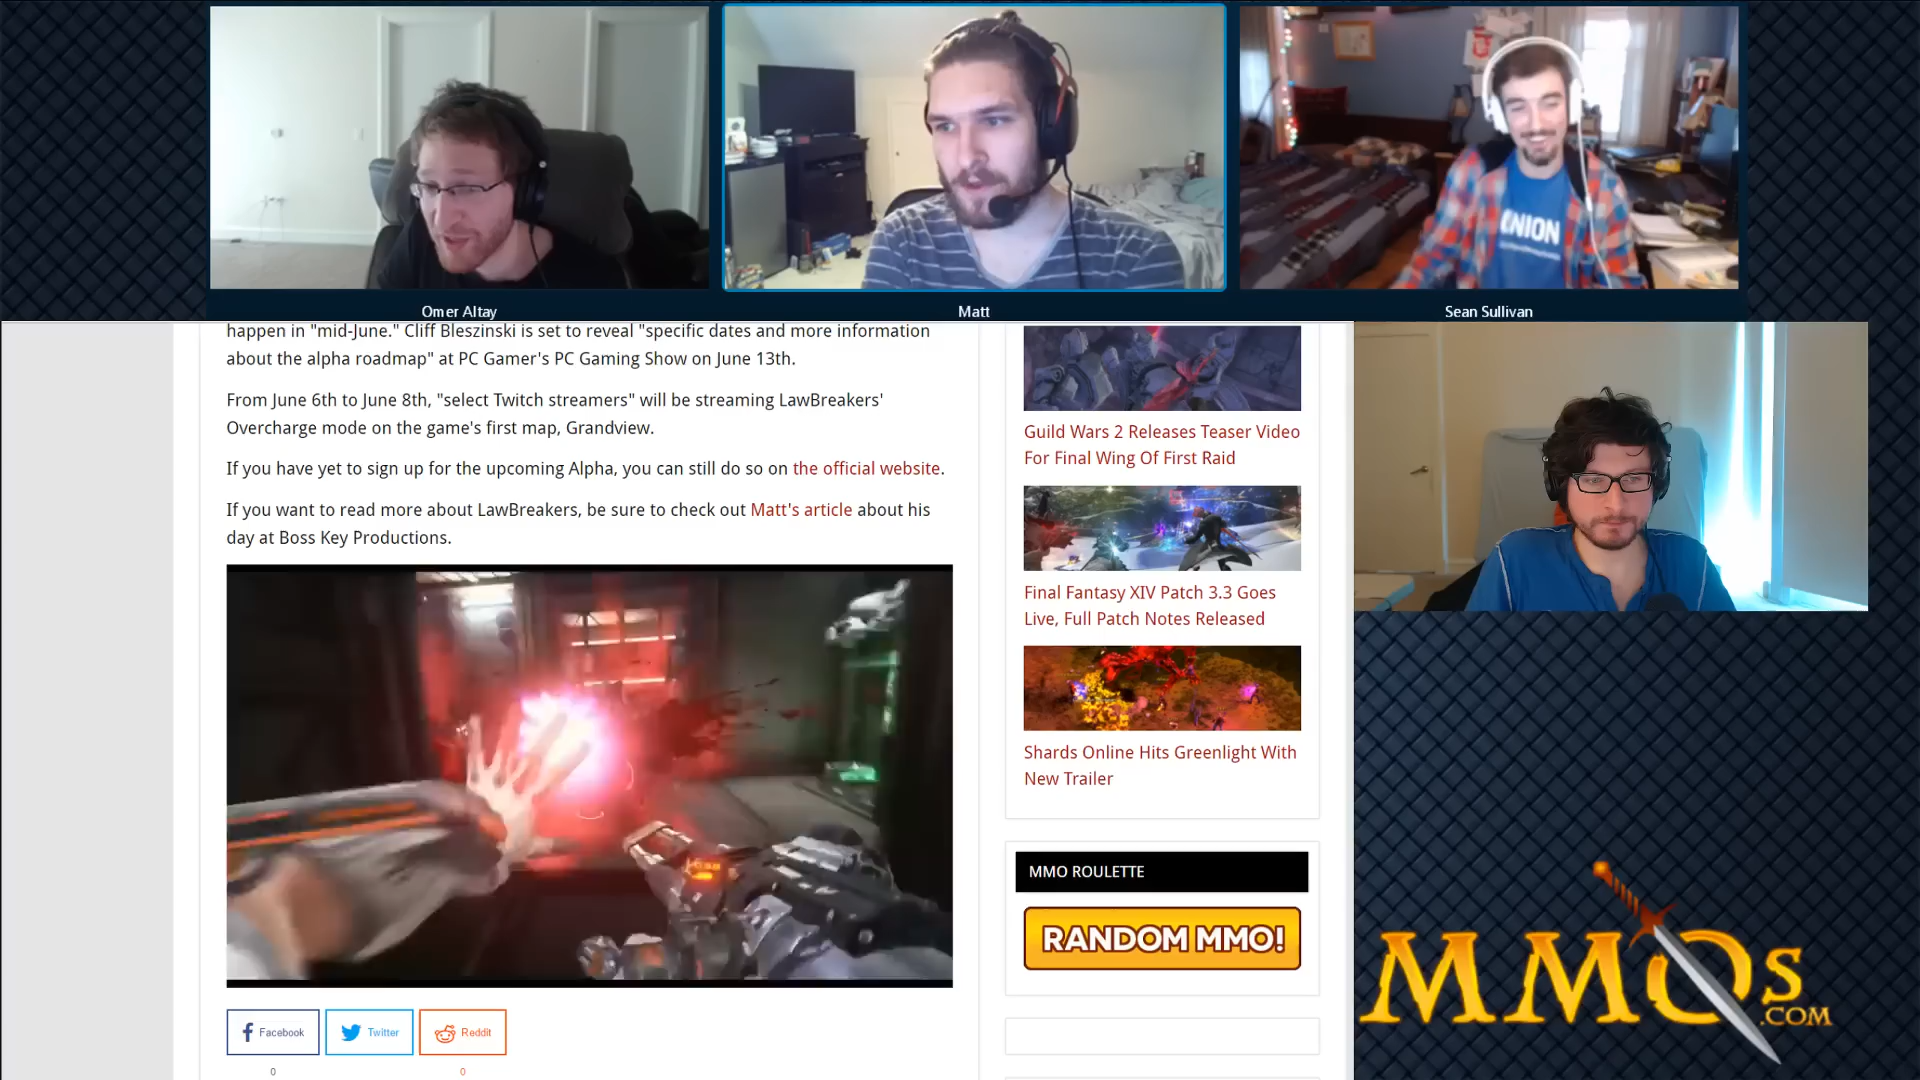 Omer Altay
Matt
Sean Sullivan
UNION
happen in "mid-June." Cliff Bleszinski is set to reveal "specific dates and more information
about the alpha roadmap" at PC Gamer's PC Gaming Show on June 13th.
From June 6th to June 8th, "select Twitch streamers" will be streaming LawBreakers'
Overcharge mode on the game's first map, Grandview.
If you have yet to sign up for the upcoming Alpha, you can still do so on the official website.
If you want to read more about LawBreakers, be sure to check out Matt's article about his
day at Boss Key Productions.
Facebook
Twitter
Reddit
0
0
Guild Wars 2 Releases Teaser Video
For Final Wing Of First Raid
Final Fantasy XIV Patch 3.3 Goes
Live, Full Patch Notes Released
Shards Online Hits Greenlight With
New Trailer
MMO ROULETTE
RANDOM MMO!
MMOs
.COM